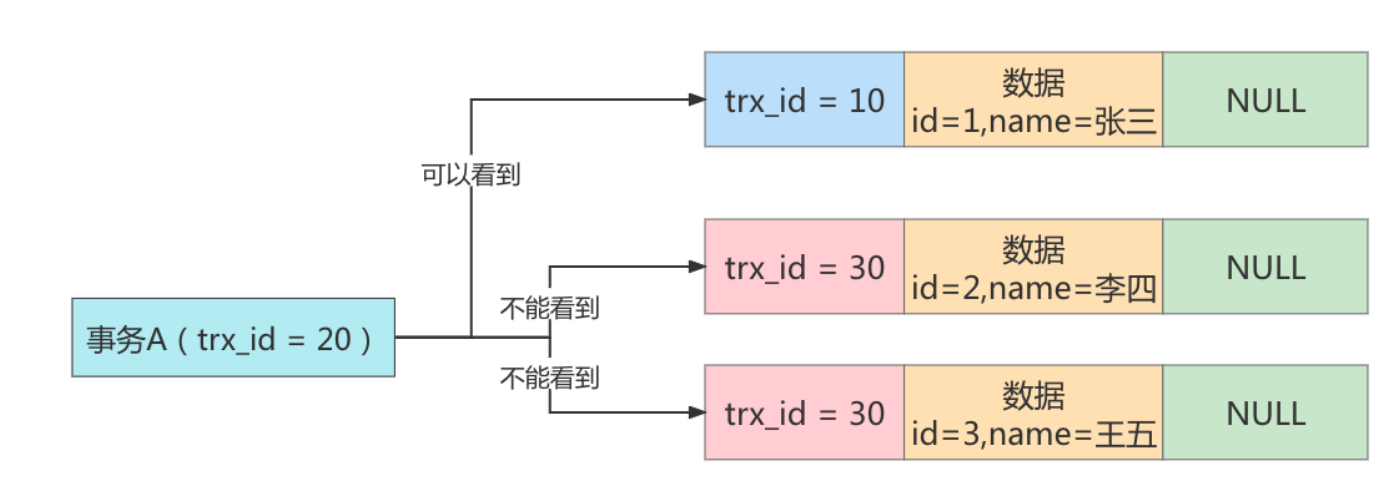 trx_id = 10
数据
id=1,name=张三
NULL
可以看到
trx_id = 30
数据
id=2,name=李四
NULL
不能看到
事务A（trx_id = 20）
不能看到
trx_id = 30
数据
id=3,name=王五
NULL